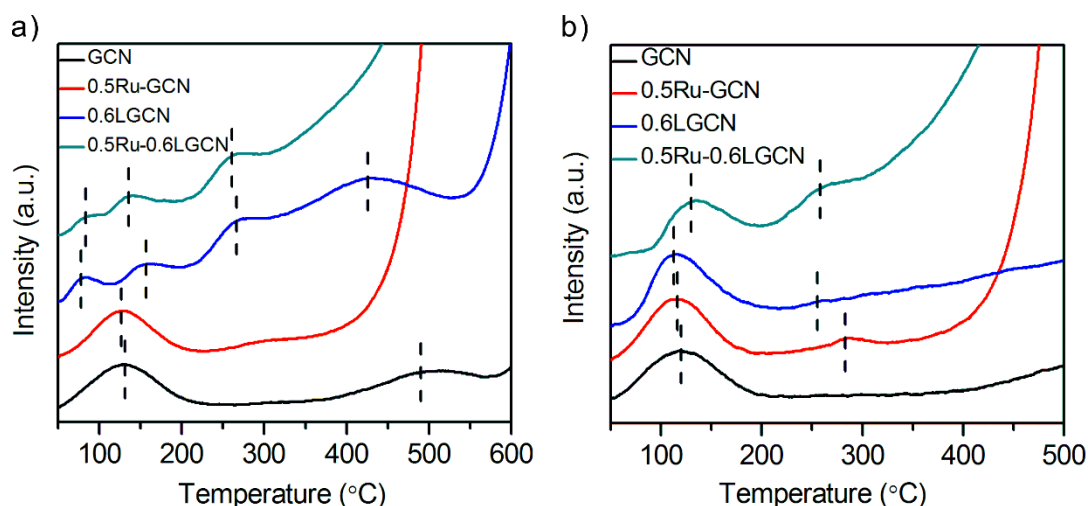 a)
GCN
0.5Ru-GCN
0.6LGCN
0.5Ru-0.6LGCN
Intensity (a.u.)
100 200 300 400 500 600
Temperature (°C)
b)
GCN
0.5Ru-GCN
0.6LGCN
0.5Ru-0.6LGCN
Intensity (a.u.)
100 200 300 400 500
Temperature (°C)